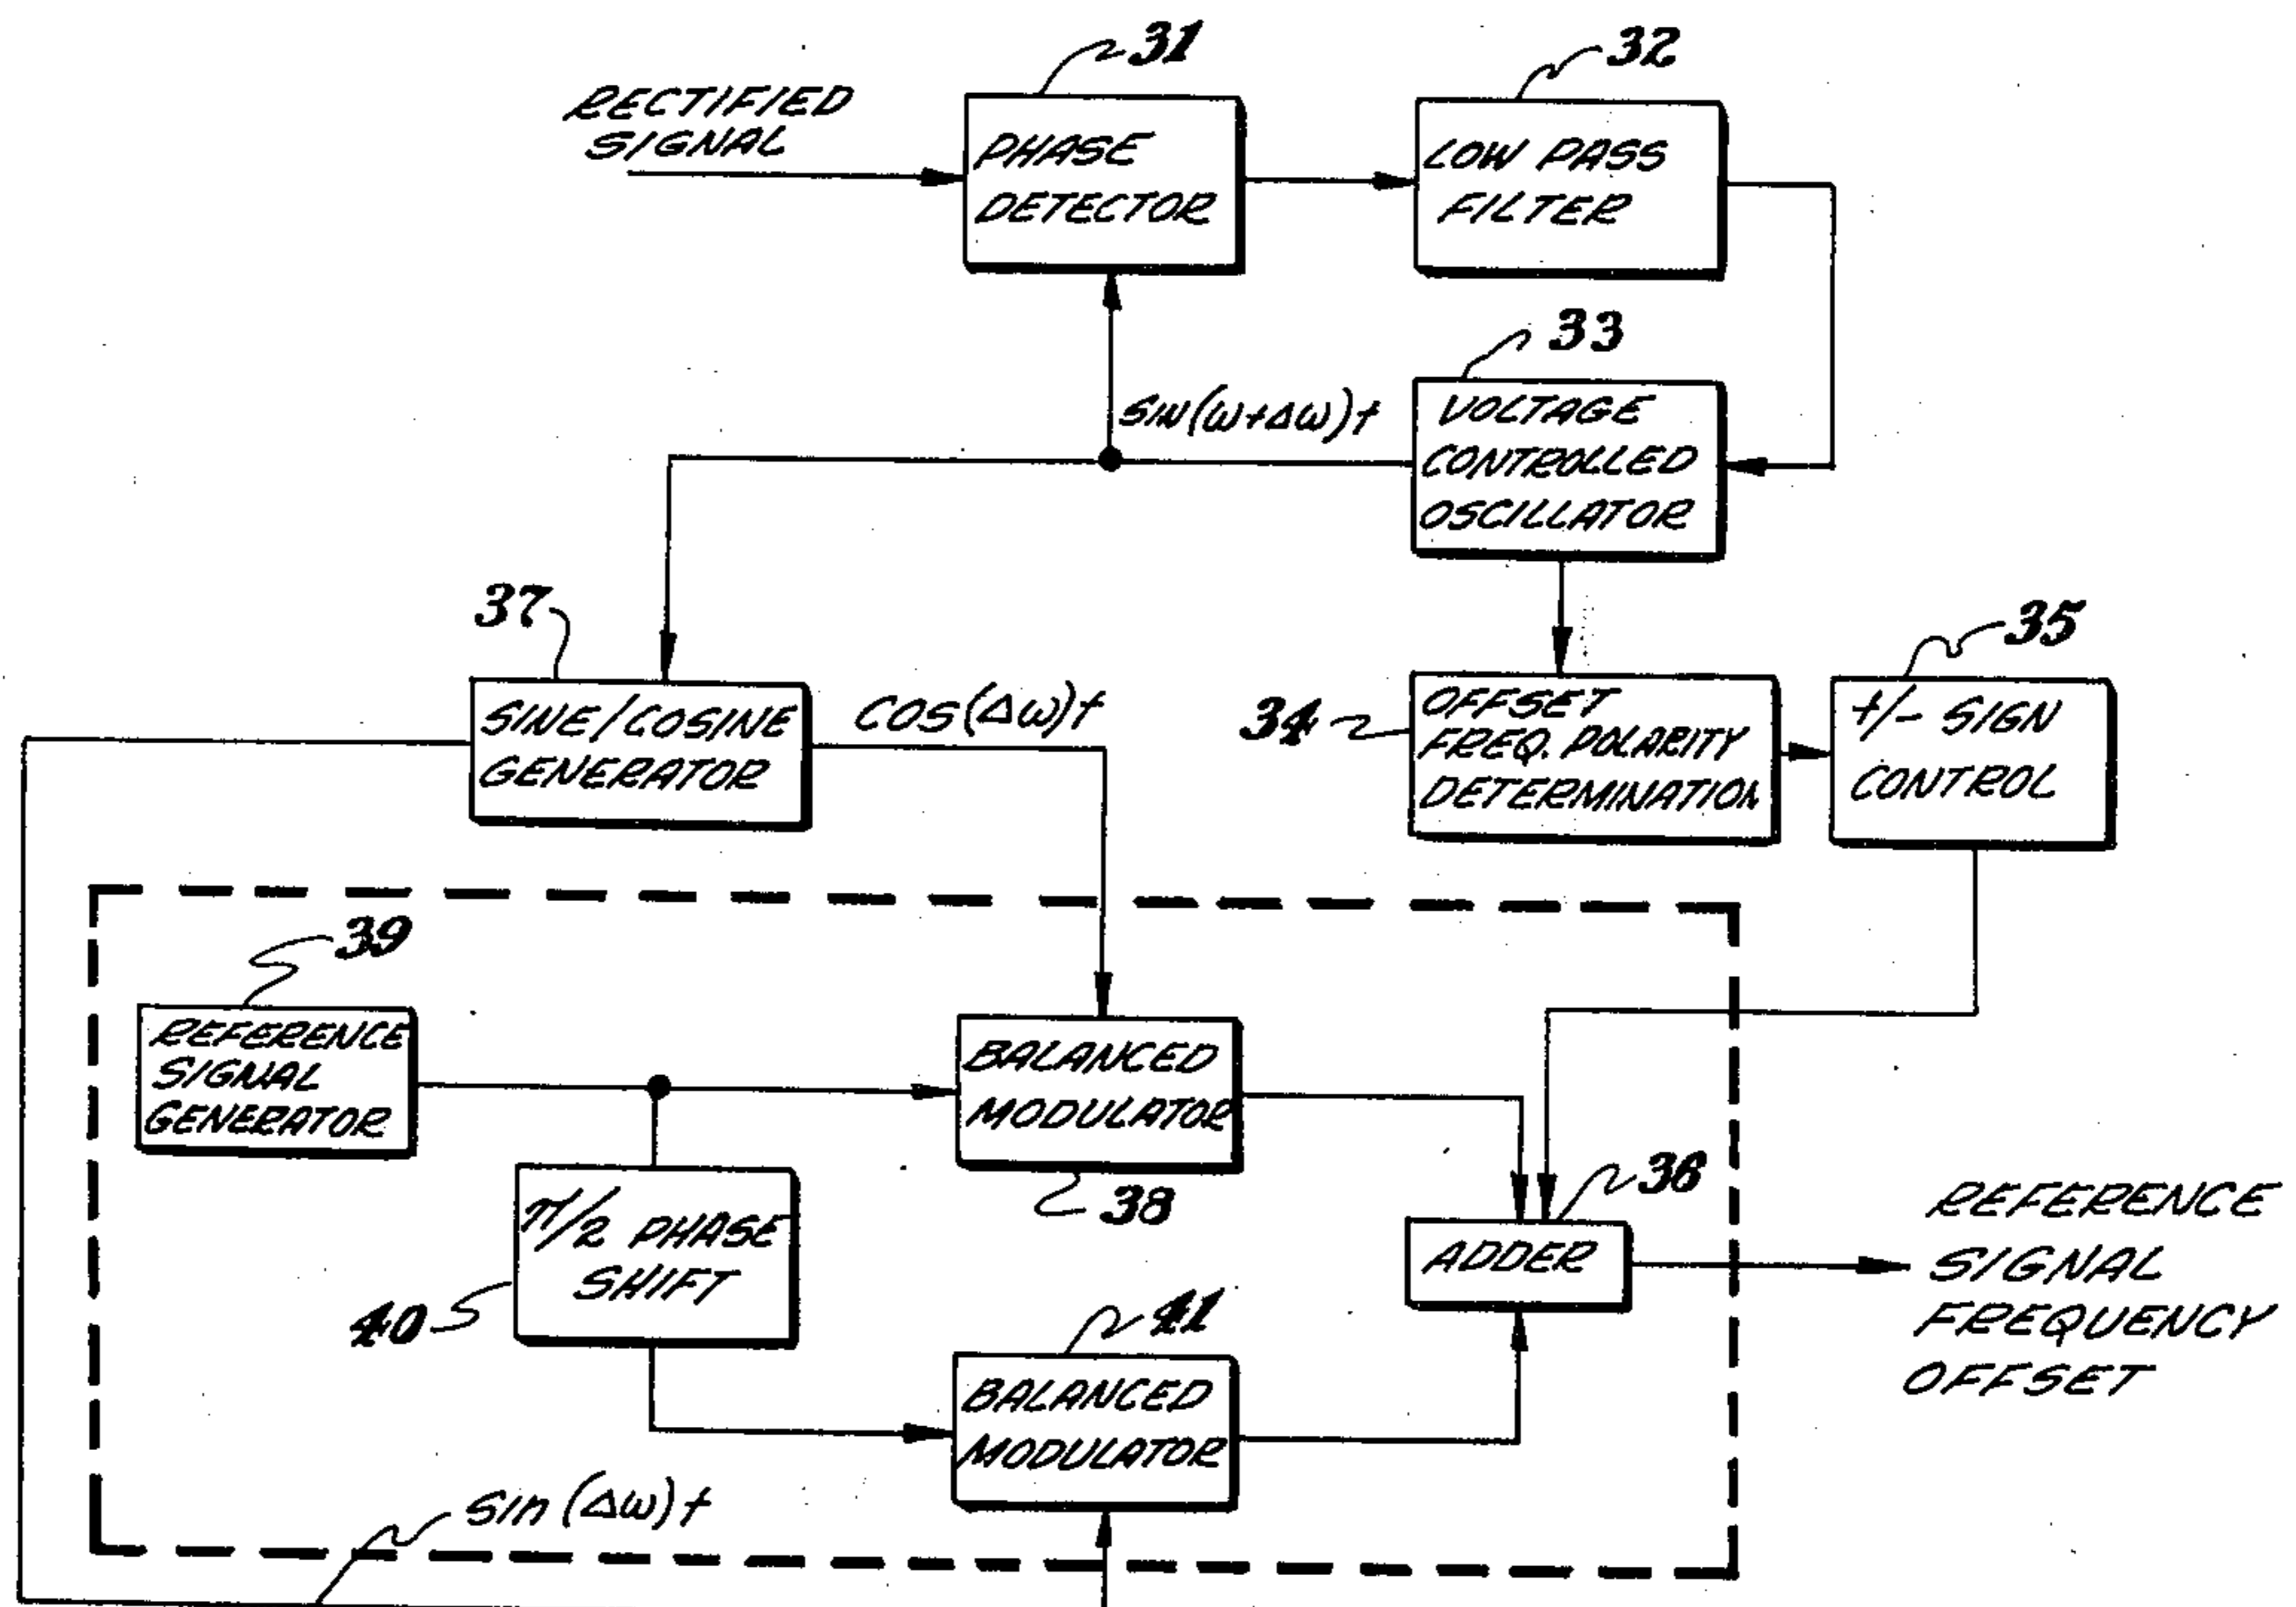 31
32
RECTIFIED
SIGNAL
PHASE
DETECTOR
LOW PASS
FILTER
33
SIN(ω+Δω)t
VOLTAGE
CONTROLLED
OSCILLATOR
37
35
SINE/COSINE
GENERATOR
COS(Δω)t
34
OFFSET
FREQ. POLARITY
DETERMINATION
+/- SIGN
CONTROL
39
REFERENCE
SIGNAL
GENERATOR
BALANCED
MODULATOR
38
36
π/2 PHASE
SHIFT
40
ADDER
REFERENCE
SIGNAL
FREQUENCY
OFFSET
41
BALANCED
MODULATOR
sin (Δω)t